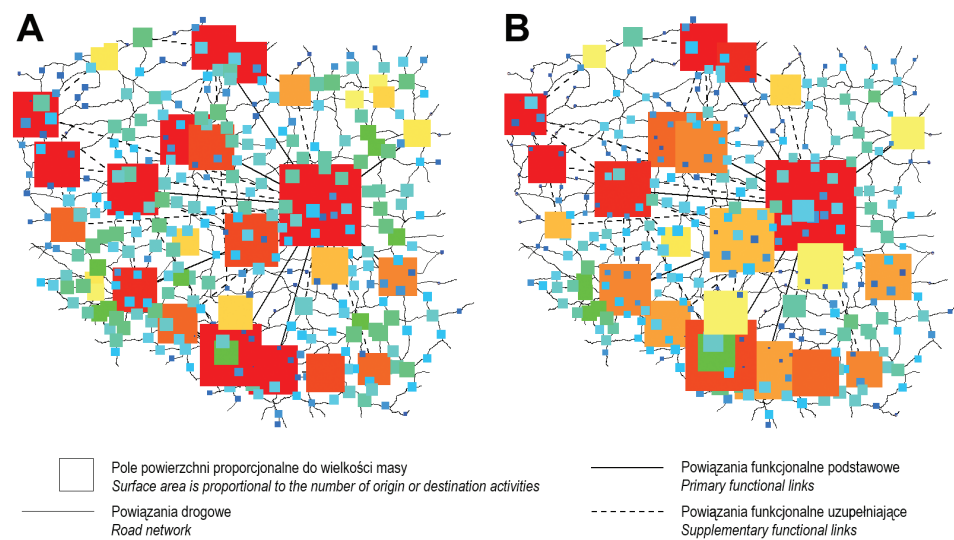 A
B
Pole powierzchni proporcjonalne do wielkości masy
Surface area is proportional to the number of origin or destination activities
Powiązania drogowe
Road network
Powiązania funkcjonalne podstawowe
Primary functional links
Powiązania funkcjonalne uzupełniające
Supplementary functional links